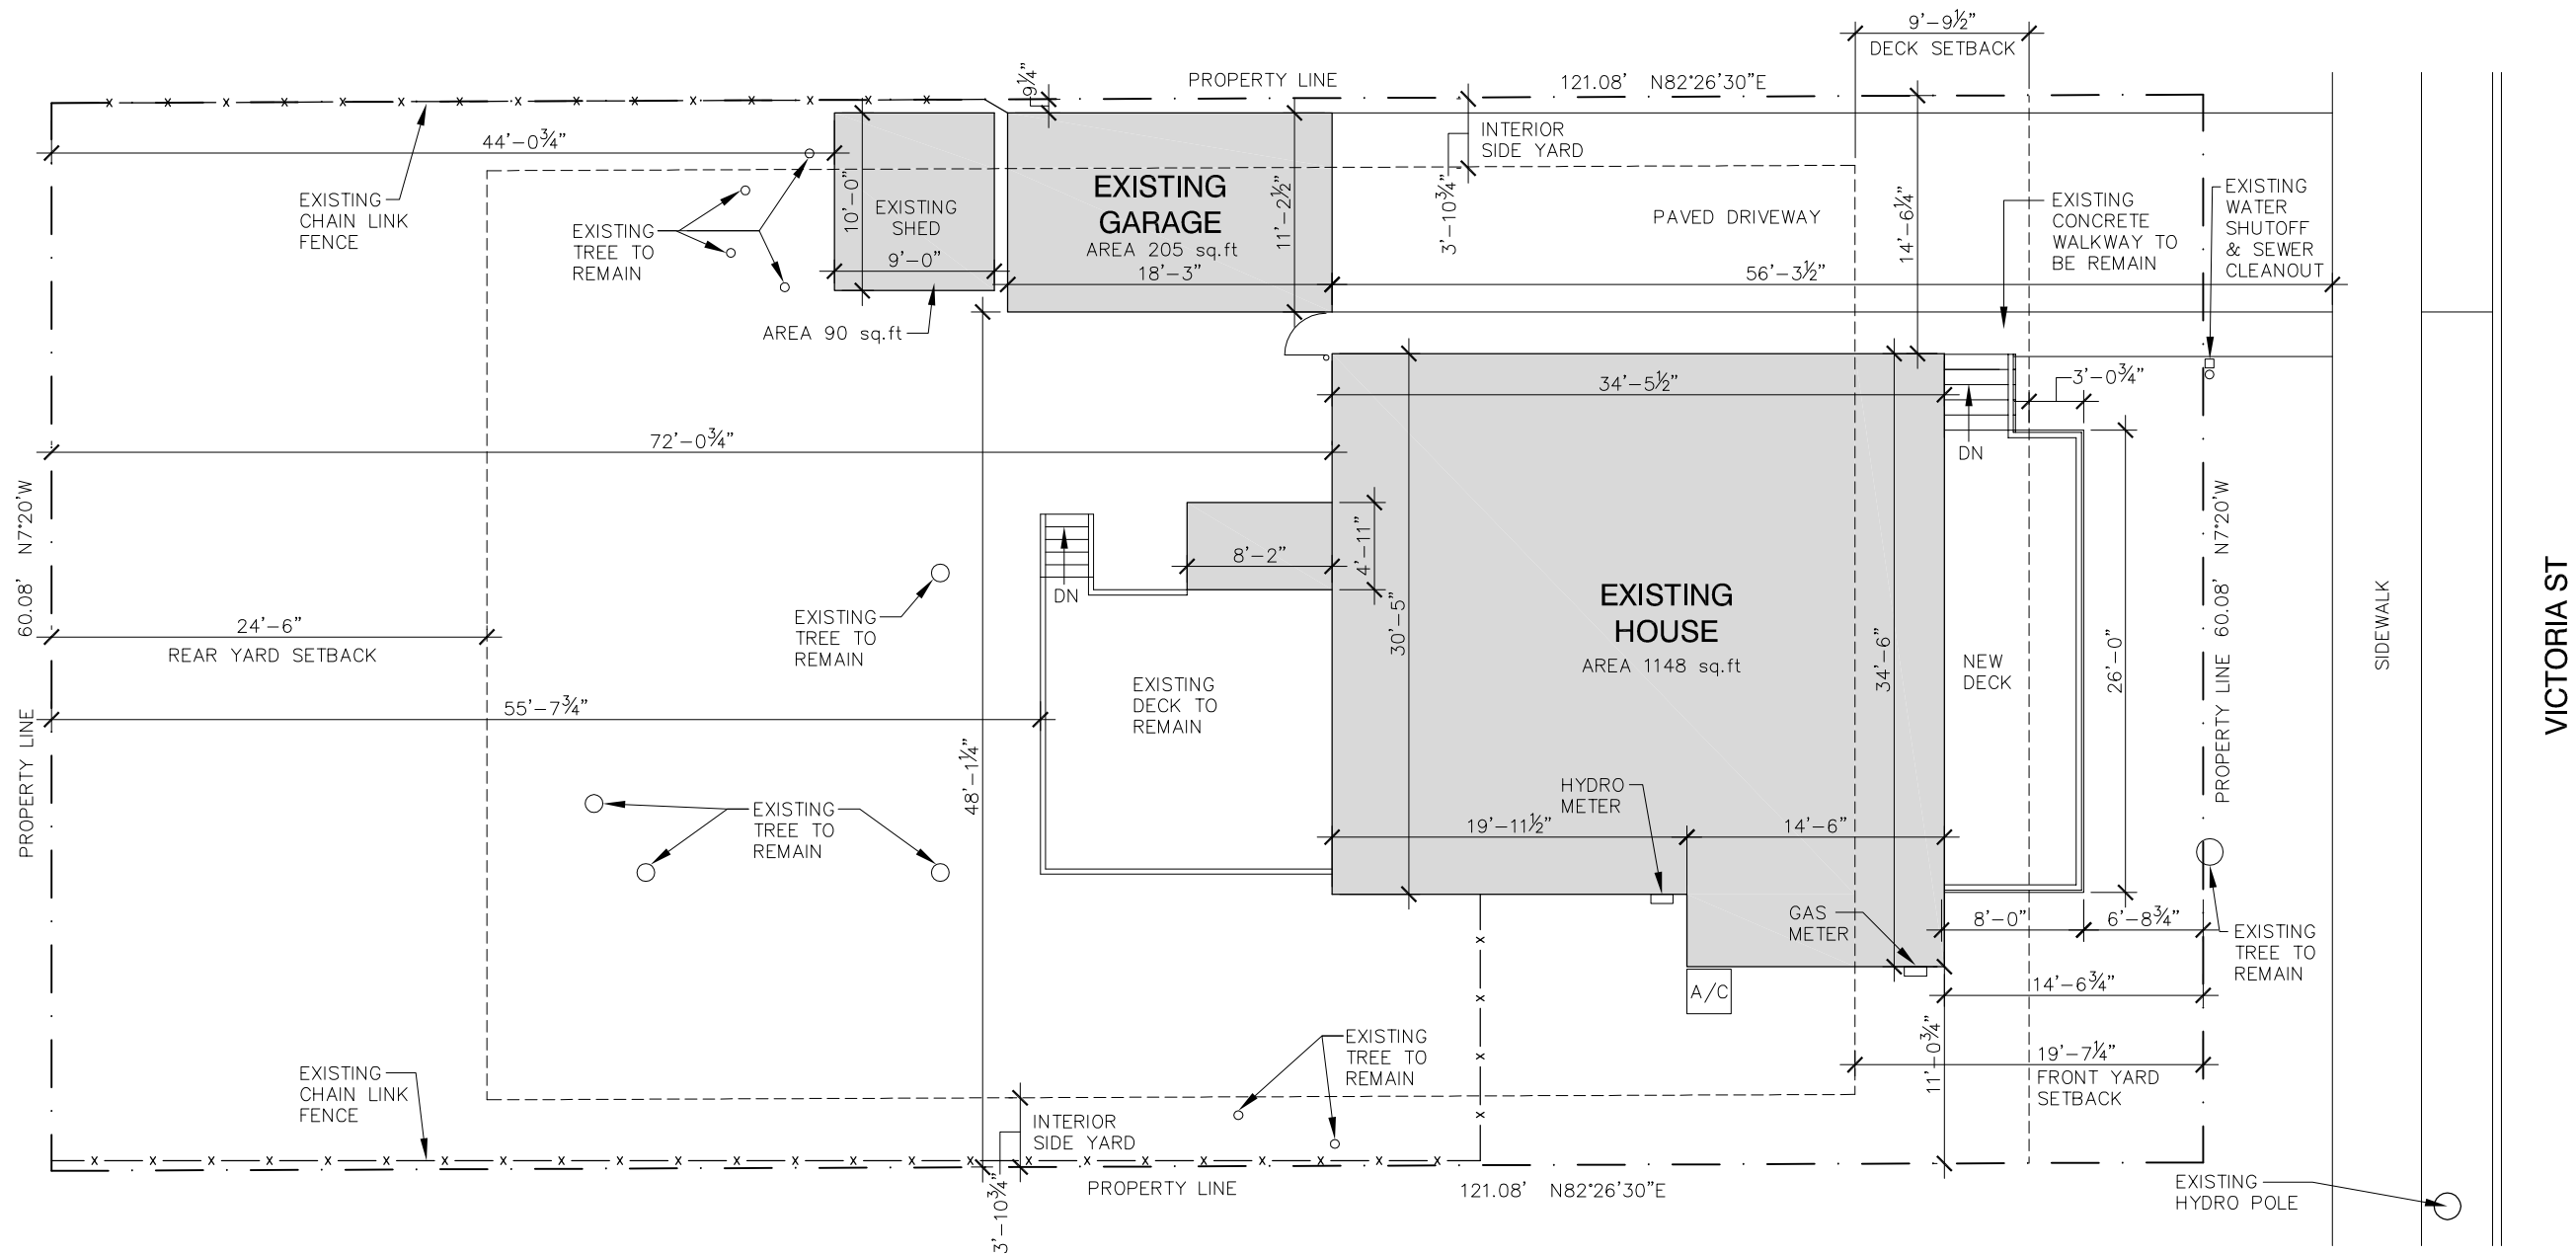 9'-9½"
DECK SETBACK
9¼"
PROPERTY LINE
121.08' N82°26'30"E
44'-0¾"
INTERIOR
SIDE YARD
3'-10¾"
EXISTING
CHAIN LINK
FENCE
EXISTING
TREE TO
REMAIN
10'-0"
EXISTING
SHED
9'-0"
AREA 90 sq.ft
EXISTING
GARAGE
AREA 205 sq.ft
18'-3"
11'-2½"
PAVED DRIVEWAY
14'-6¼"
56'-3½"
EXISTING
CONCRETE
WALKWAY TO
BE REMAIN
EXISTING
WATER
SHUTOFF
& SEWER
CLEANOUT
34'-5½"
3'-0¾"
DN
72'-0¾"
60.08' N7°20'W
PROPERTY LINE
24'-6"
REAR YARD SETBACK
EXISTING
TREE TO
REMAIN
DN
8'-2"
4'-11"
30'-5"
EXISTING
HOUSE
AREA 1148 sq.ft
34'-6"
NEW
DECK
26'-0"
PROPERTY LINE 60.08' N7°20'W
SIDEWALK
VICTORIA ST
55'-7¾"
EXISTING
DECK TO
REMAIN
48'-1¼"
EXISTING
TREE TO
REMAIN
HYDRO
METER
19'-11½"
14'-6"
GAS
METER
8'-0"
6'-8¾"
EXISTING
TREE TO
REMAIN
A/C
14'-6¾"
11'-0¾"
19'-7¼"
FRONT YARD
SETBACK
EXISTING
TREE TO
REMAIN
EXISTING
CHAIN LINK
FENCE
INTERIOR
SIDE YARD
3'-10¾"
PROPERTY LINE
121.08' N82°26'30"E
EXISTING
HYDRO POLE